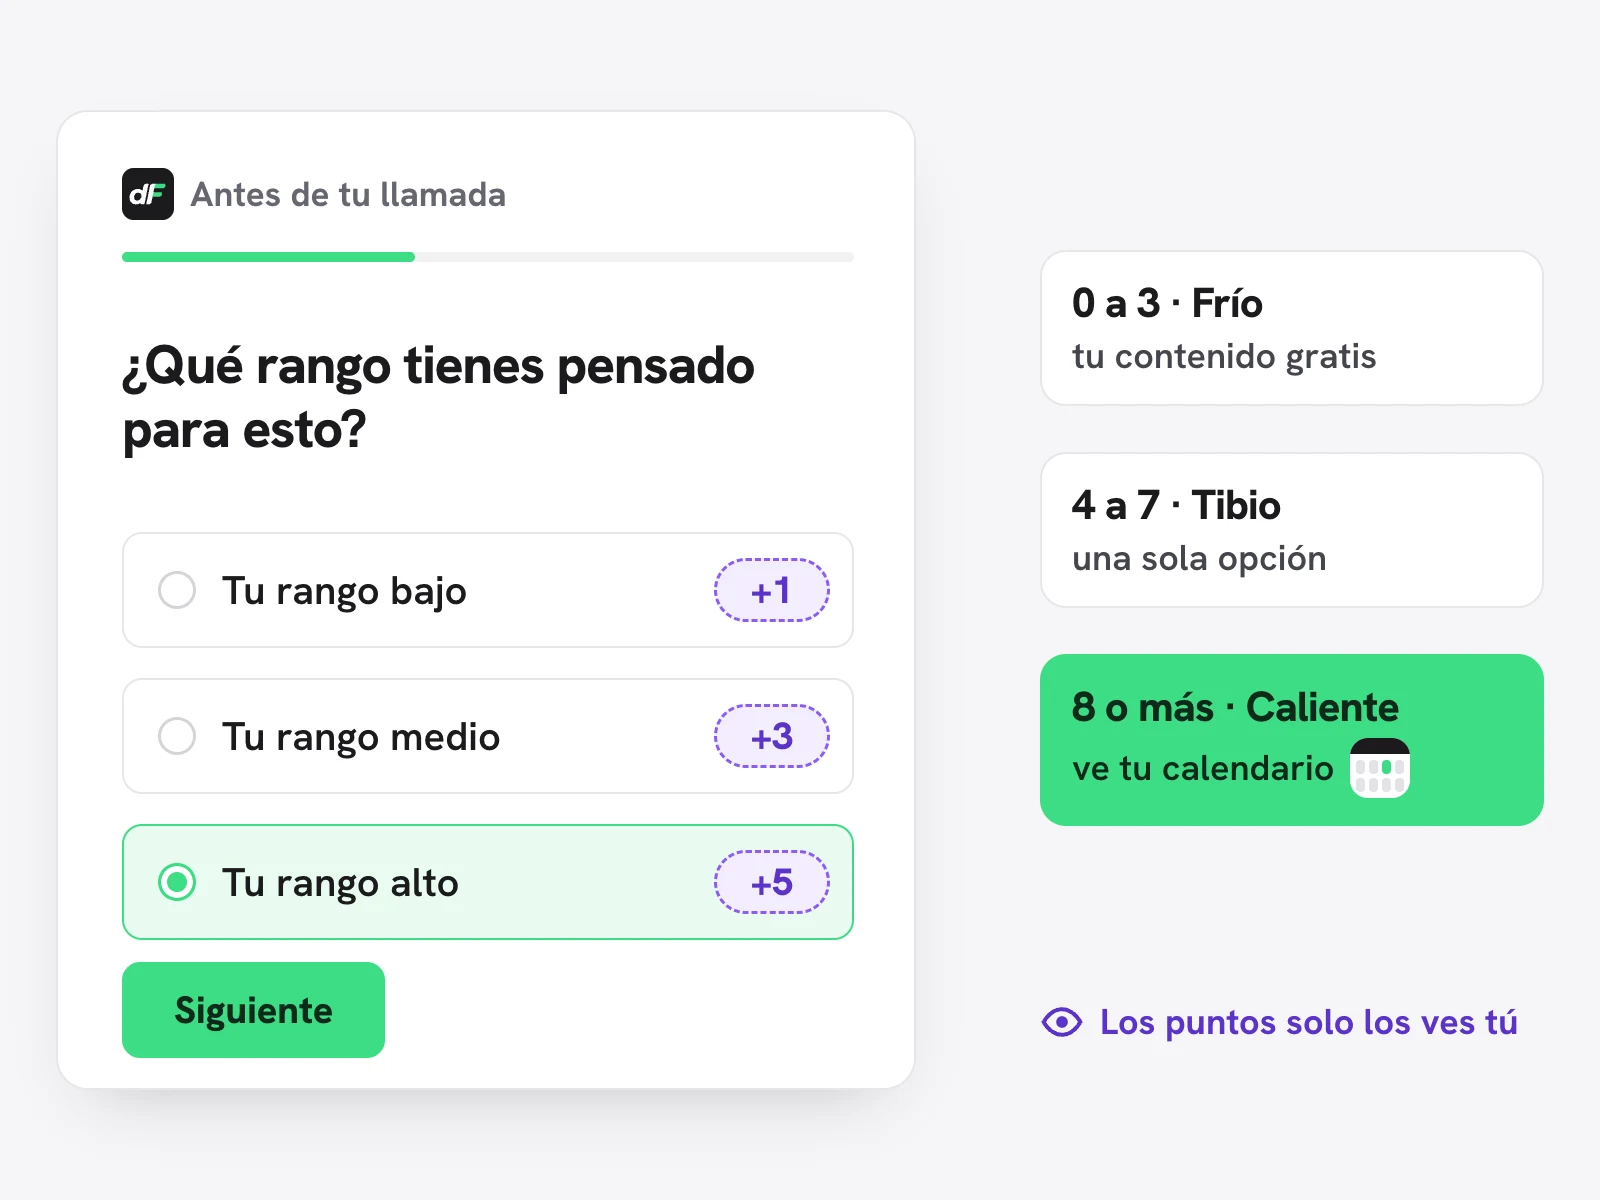 dF Antes de tu llamada
¿Qué rango tienes pensado
para esto?
Tu rango bajo +1
Tu rango medio +3
Tu rango alto +5
Siguiente
0 a 3 · Frío
tu contenido gratis
4 a 7 · Tibio
una sola opción
8 o más · Caliente
ve tu calendario
Los puntos solo los ves tú